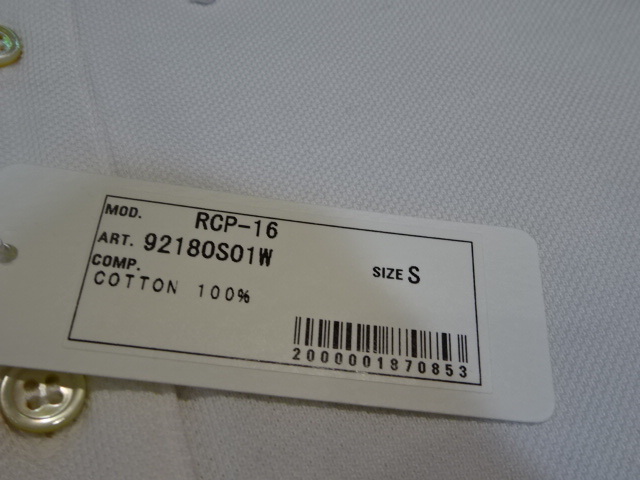 MOD. RCP-16
ART. 92180S01W
SIZE S
COMP.
COTTON 100%
2000001870853